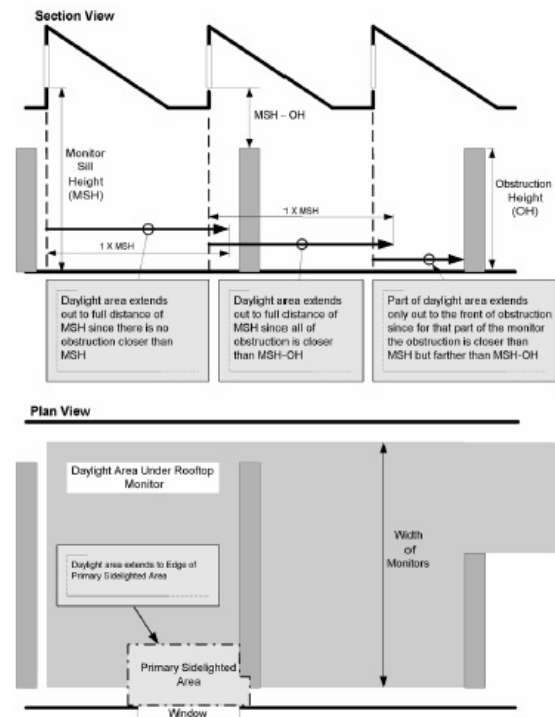 Section View
MSH – OH
Monitor
Sill
Height
(MSH)
Obstruction
Height
(OH)
1 X MSH
1 X MSH
Daylight area extends
out to full distance of
MSH since there is no
obstruction closer than
MSH
Daylight area extends
out to full distance of
MSH since all of
obstruction is closer
than MSH-OH
Part of daylight area extends
only out to the front of obstruction
since for that part of the monitor
the obstruction is closer than
MSH but farther than MSH-OH
Plan View
Daylight Area Under Rooftop
Monitor
Width
of
Monitors
Daylight area extends to Edge of
Primary Sidelighted Area
Primary Sidelighted
Area
Window